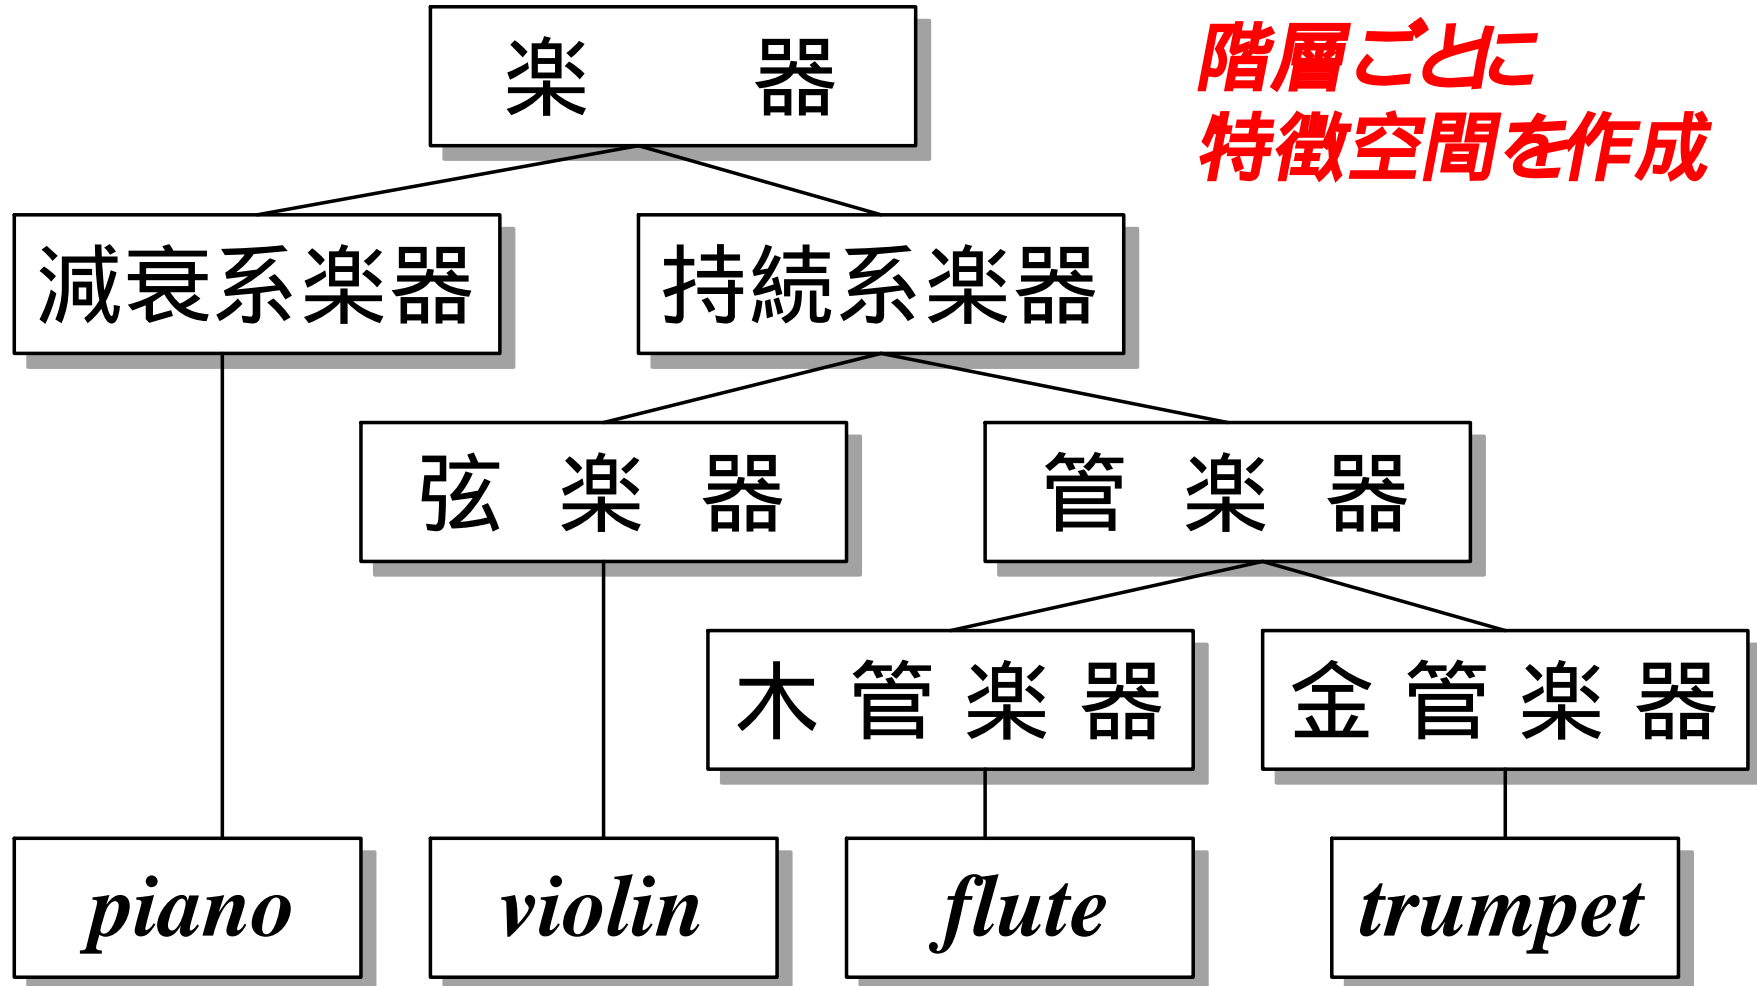 楽器
階層ごとに
特徴空間を作成
減衰系楽器
持続系楽器
弦楽器
管楽器
木管楽器
金管楽器
piano
violin
flute
trumpet